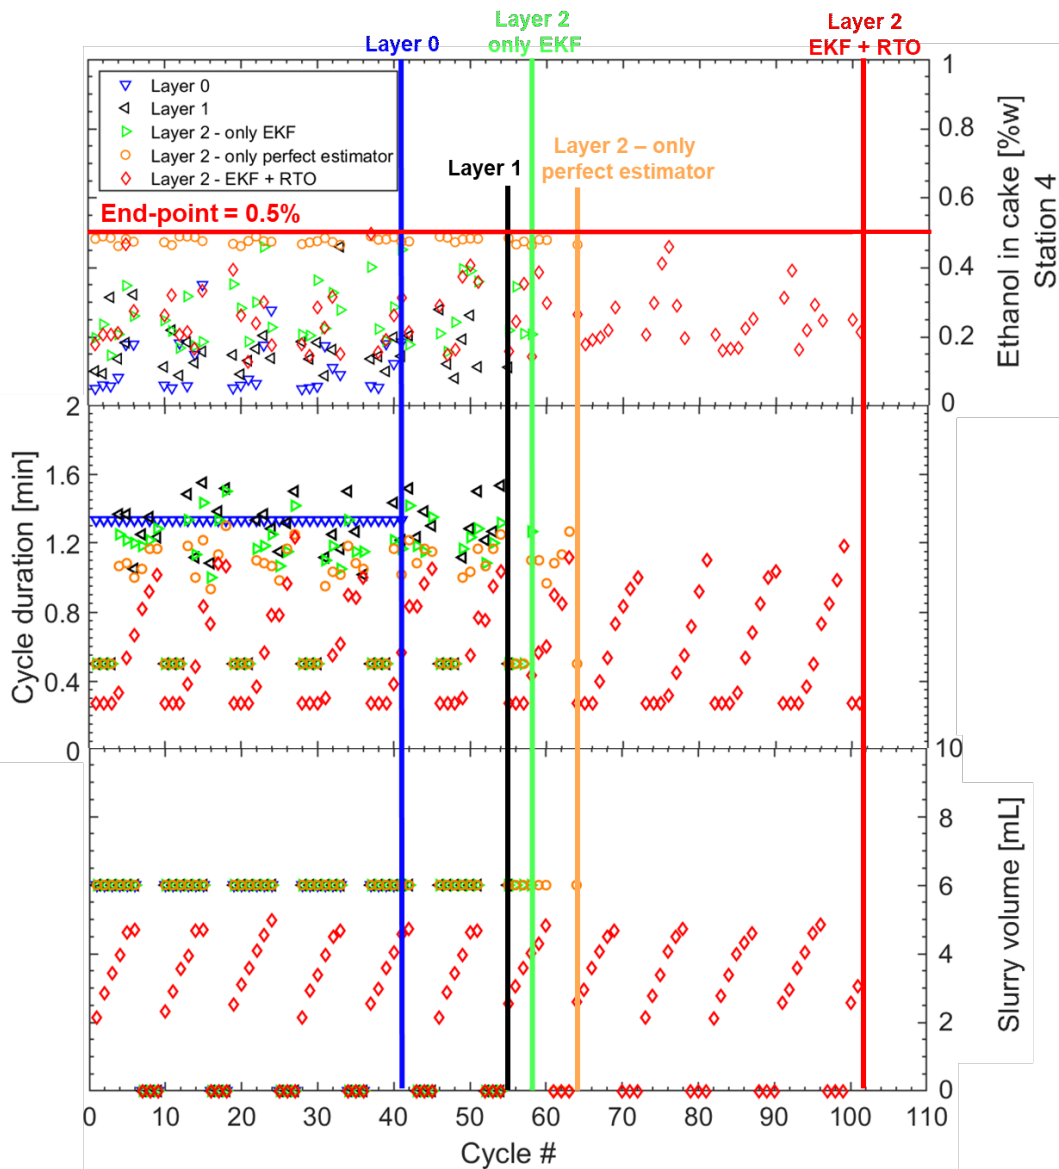 Layer 0
Layer 2
only EKF
Layer 2
EKF + RTO
Layer 0
Layer 1
Layer 2 - only EKF
Layer 2 - only perfect estimator
Layer 2 - EKF + RTO
Layer 1
Layer 2 – only
perfect estimator
End-point = 0.5%
1
0.8
0.6
0.4
0.2
0
Ethanol in cake [%w]
Station 4
2
1.6
1.2
0.8
0.4
0
Cycle duration [min]
10
8
6
4
2
0
Slurry volume [mL]
0 10 20 30 40 50 60 70 80 90 100 110
Cycle #